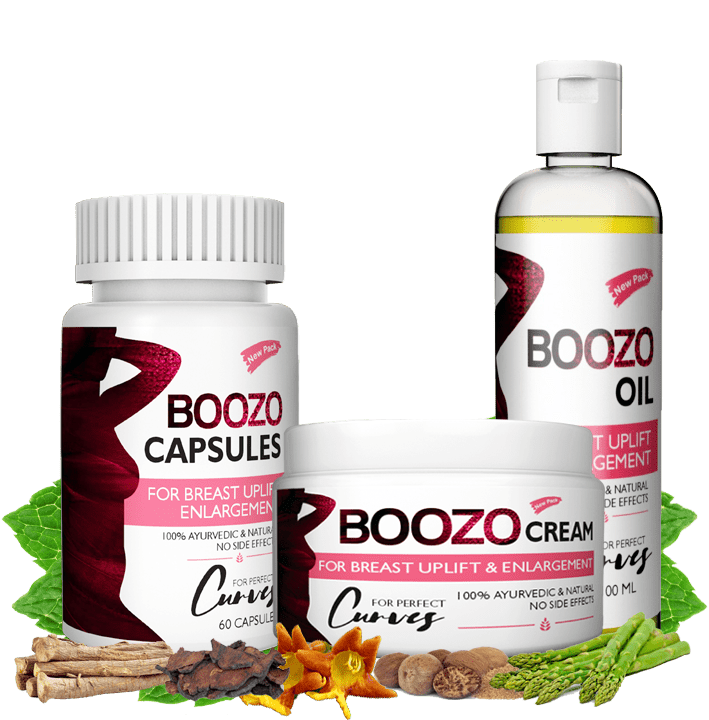 New Pack
BOOZO
CAPSULES
FOR BREAST UPLIFT
ENLARGEMENT
100% AYURVEDIC & NATURAL
NO SIDE EFFECTS
FOR PERFECT
Curves
60 CAPSULE
New Pack
BOOZO CREAM
FOR BREAST UPLIFT & ENLARGEMENT
FOR PERFECT
Curves
100% AYURVEDIC & NATURAL
NO SIDE EFFECTS
New Pack
BOOZO
OIL
UPLIFT
& NATURAL
EFFECTS
FOR PERFECT
Curves
00 ML